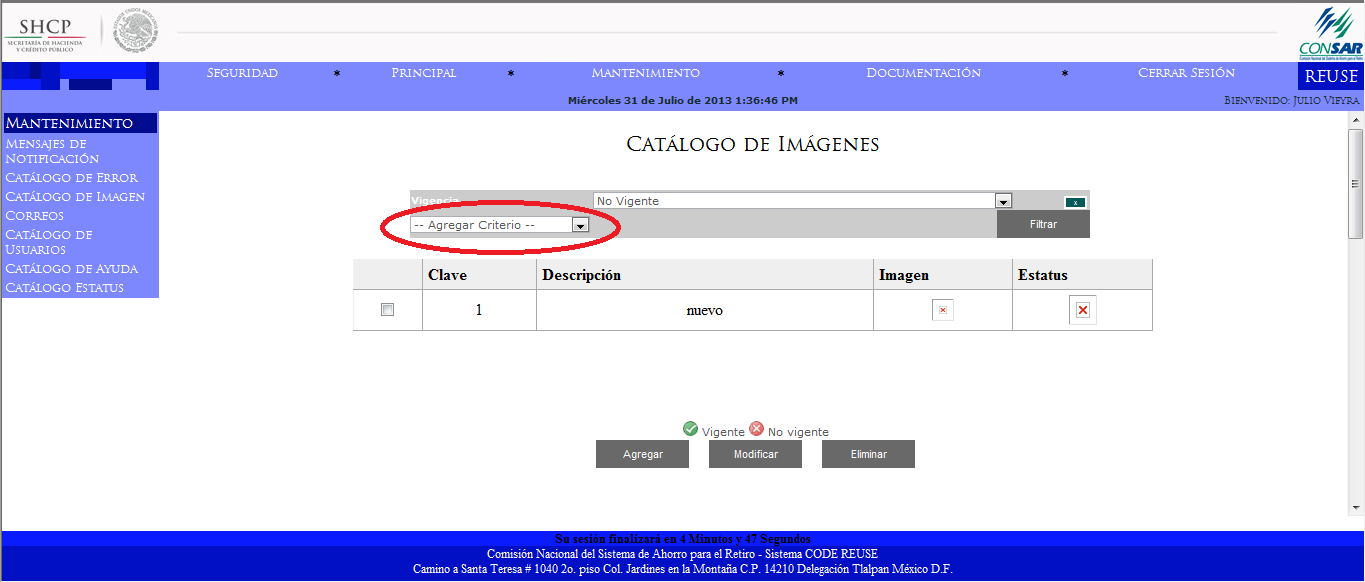 SHCP
SECRETARÍA DE HACIENDA
Y CRÉDITO PÚBLICO
CONSAR
Comisión Nacional del Sistema de Ahorro para el Retiro
SEGURIDAD * PRINCIPAL * MANTENIMIENTO * DOCUMENTACIÓN * CERRAR SESIÓN
REUSE
Miércoles 31 de Julio de 2013 1:36:46 PM
BIENVENIDO: JULIO VIEYRA
MANTENIMIENTO
MENSAJES DE
NOTIFICACIÓN
CATÁLOGO DE ERROR
CATÁLOGO DE IMAGEN
CORREOS
CATÁLOGO DE
USUARIOS
CATÁLOGO DE AYUDA
CATÁLOGO ESTATUS
CATÁLOGO DE IMÁGENES
Vigencia No Vigente x
-- Agregar Criterio -- Filtrar
Clave Descripción Imagen Estatus
1 nuevo
Vigente No vigente
Agregar Modificar Eliminar
Su sesión finalizará en 4 Minutos y 47 Segundos
Comisión Nacional del Sistema de Ahorro para el Retiro - Sistema CODE REUSE
Camino a Santa Teresa # 1040 2o. piso Col. Jardines en la Montaña C.P. 14210 Delegación Tlalpan México D.F.